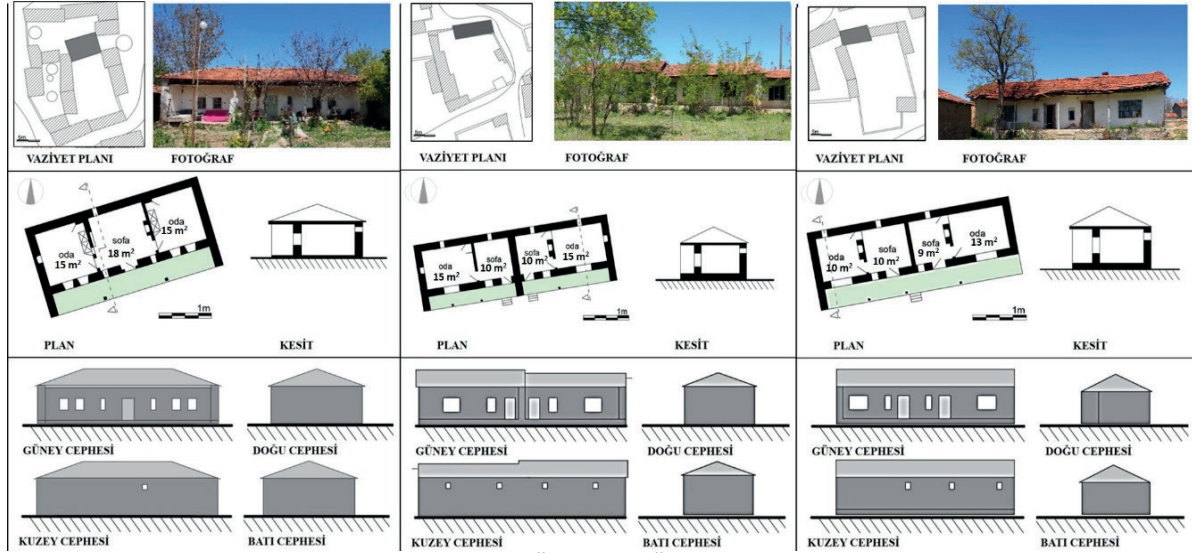 5m
VAZİYET PLANI
FOTOĞRAF
5m
VAZİYET PLANI
FOTOĞRAF
5m
VAZİYET PLANI
FOTOĞRAF
oda
15 m²
sofa
18 m²
oda
15 m²
1m
PLAN
KESİT
oda
15 m²
sofa
10 m²
sofa
10 m²
oda
15 m²
1m
PLAN
KESİT
oda
10 m²
10 m²
sofa
9 m²
oda
13 m²
1m
PLAN
KESİT
GÜNEY CEPHESİ
DOĞU CEPHESİ
KUZEY CEPHESİ
BATI CEPHESİ
GÜNEY CEPHESİ
DOĞU CEPHESİ
KUZEY CEPHESİ
BATI CEPHESİ
GÜNEY CEPHESİ
DOĞU CEPHESİ
KUZEY CEPHESİ
BATI CEPHESİ